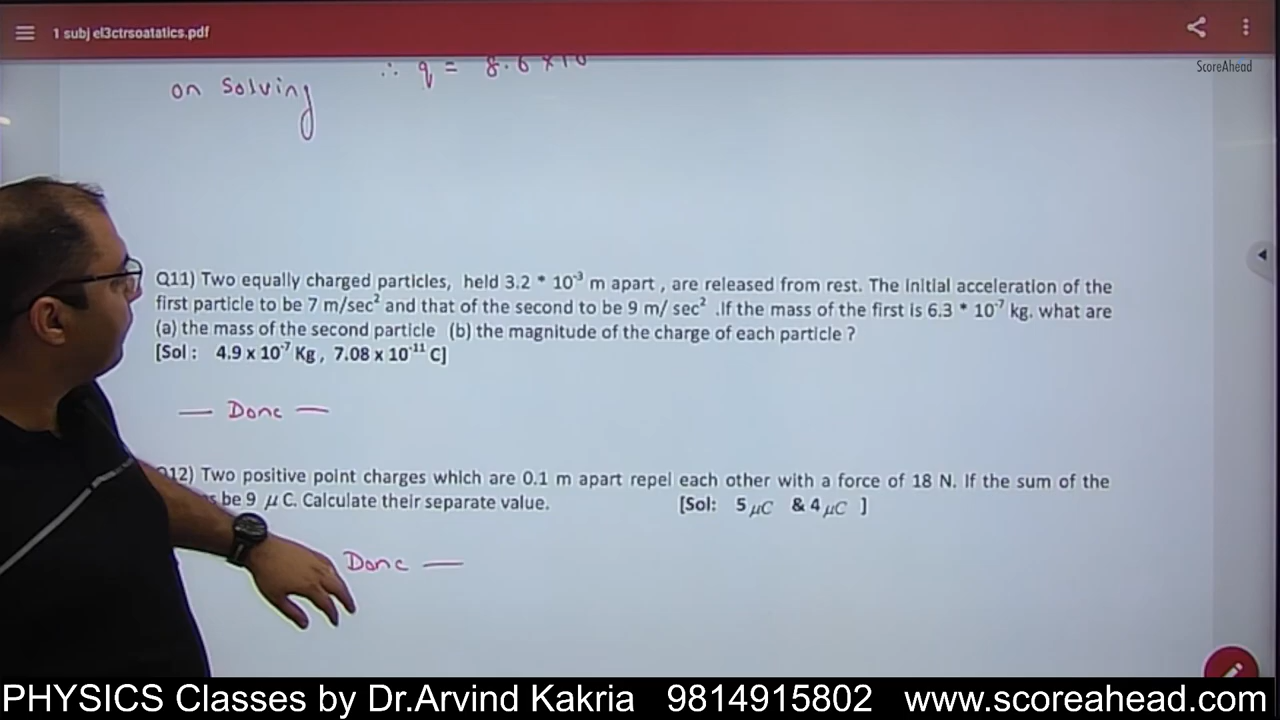 1 subj el3ctrsoatatics.pdf
ScoreAhead
∴ q = 8.6 × 10
on solving
Q11) Two equally charged particles, held 3.2 * 10⁻³ m apart , are released from rest. The initial acceleration of the
first particle to be 7 m/sec² and that of the second to be 9 m/ sec² .If the mass of the first is 6.3 * 10⁻⁷ kg. what are
(a) the mass of the second particle (b) the magnitude of the charge of each particle ?
[Sol : 4.9 x 10⁻⁷ Kg , 7.08 x 10⁻¹¹ C]
— Done —
Q12) Two positive point charges which are 0.1 m apart repel each other with a force of 18 N. If the sum of the
be 9 μ C. Calculate their separate value. [Sol: 5 μC & 4 μC ]
Done —
PHYSICS Classes by Dr.Arvind Kakria 9814915802 www.scoreahead.com